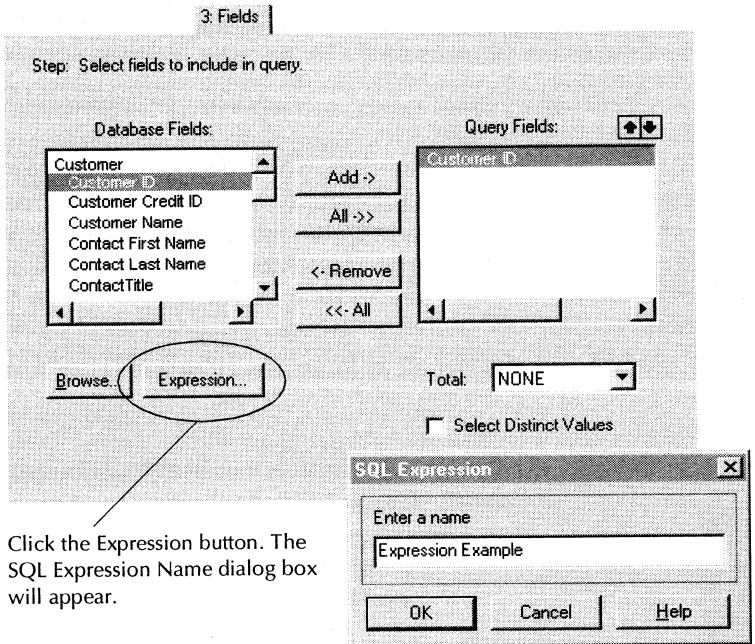 3: Fields
Step: Select fields to include in query.
Database Fields:
Customer
Customer ID
Customer Credit ID
Customer Name
Contact First Name
Contact Last Name
ContactTitle
Add ->
All ->>
<- Remove
<<- All
Query Fields:
Customer ID
Browse...
Expression...
Total: NONE
Select Distinct Values
SQL Expression
Enter a name
Expression Example
OK
Cancel
Help
Click the Expression button. The
SQL Expression Name dialog box
will appear.